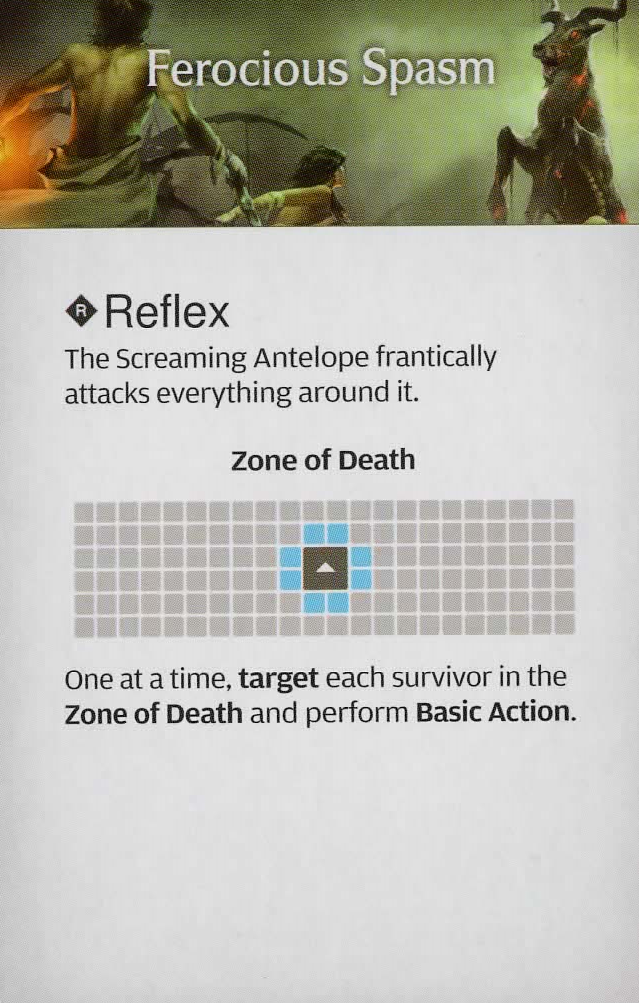 Ferocious Spasm
R Reflex
The Screaming Antelope frantically
attacks everything around it.
Zone of Death
One at a time, target each survivor in the
Zone of Death and perform Basic Action.